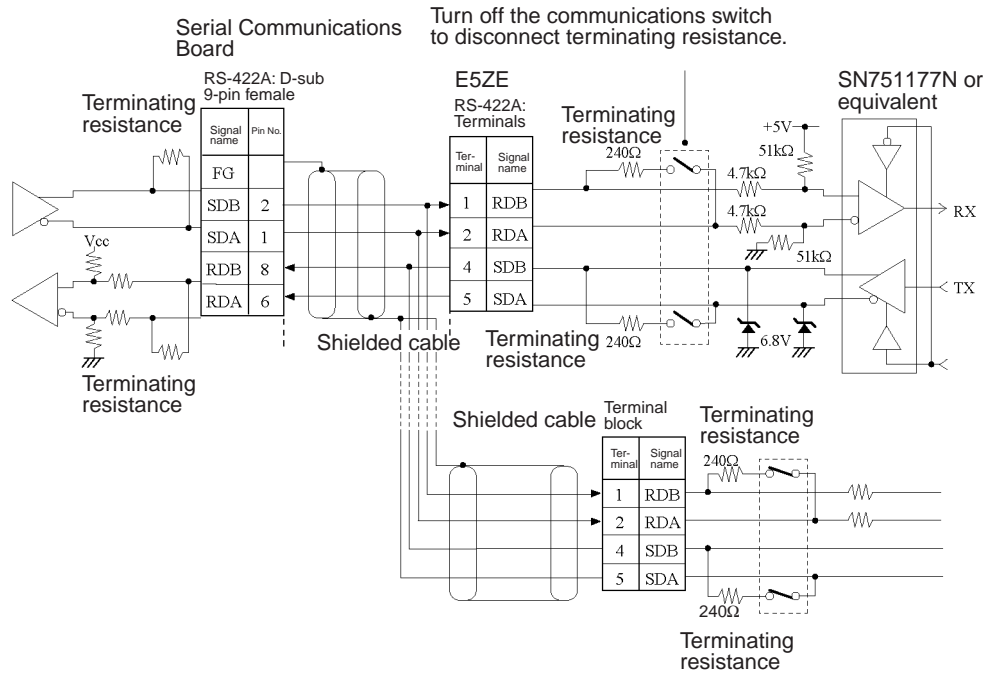 Turn off the communications switch
to disconnect terminating resistance.
Serial Communications
Board
RS-422A: D-sub
9-pin female
Terminating
resistance
Signal
name
Pin No.
FG
SDB 2
SDA 1
RDB 8
RDA 6
Vcc
Terminating
resistance
Shielded cable
E5ZE
RS-422A:
Terminals
Ter-
minal
Signal
name
1 RDB
2 RDA
4 SDB
5 SDA
Terminating
resistance
240Ω
Terminating
resistance
240Ω
SN751177N or
equivalent
+5V
51kΩ
4.7kΩ
4.7kΩ
51kΩ
6.8V
RX
TX
Shielded cable
Terminal
block
Ter-
minal
Signal
name
1 RDB
2 RDA
4 SDB
5 SDA
Terminating
resistance
240Ω
240Ω
Terminating
resistance